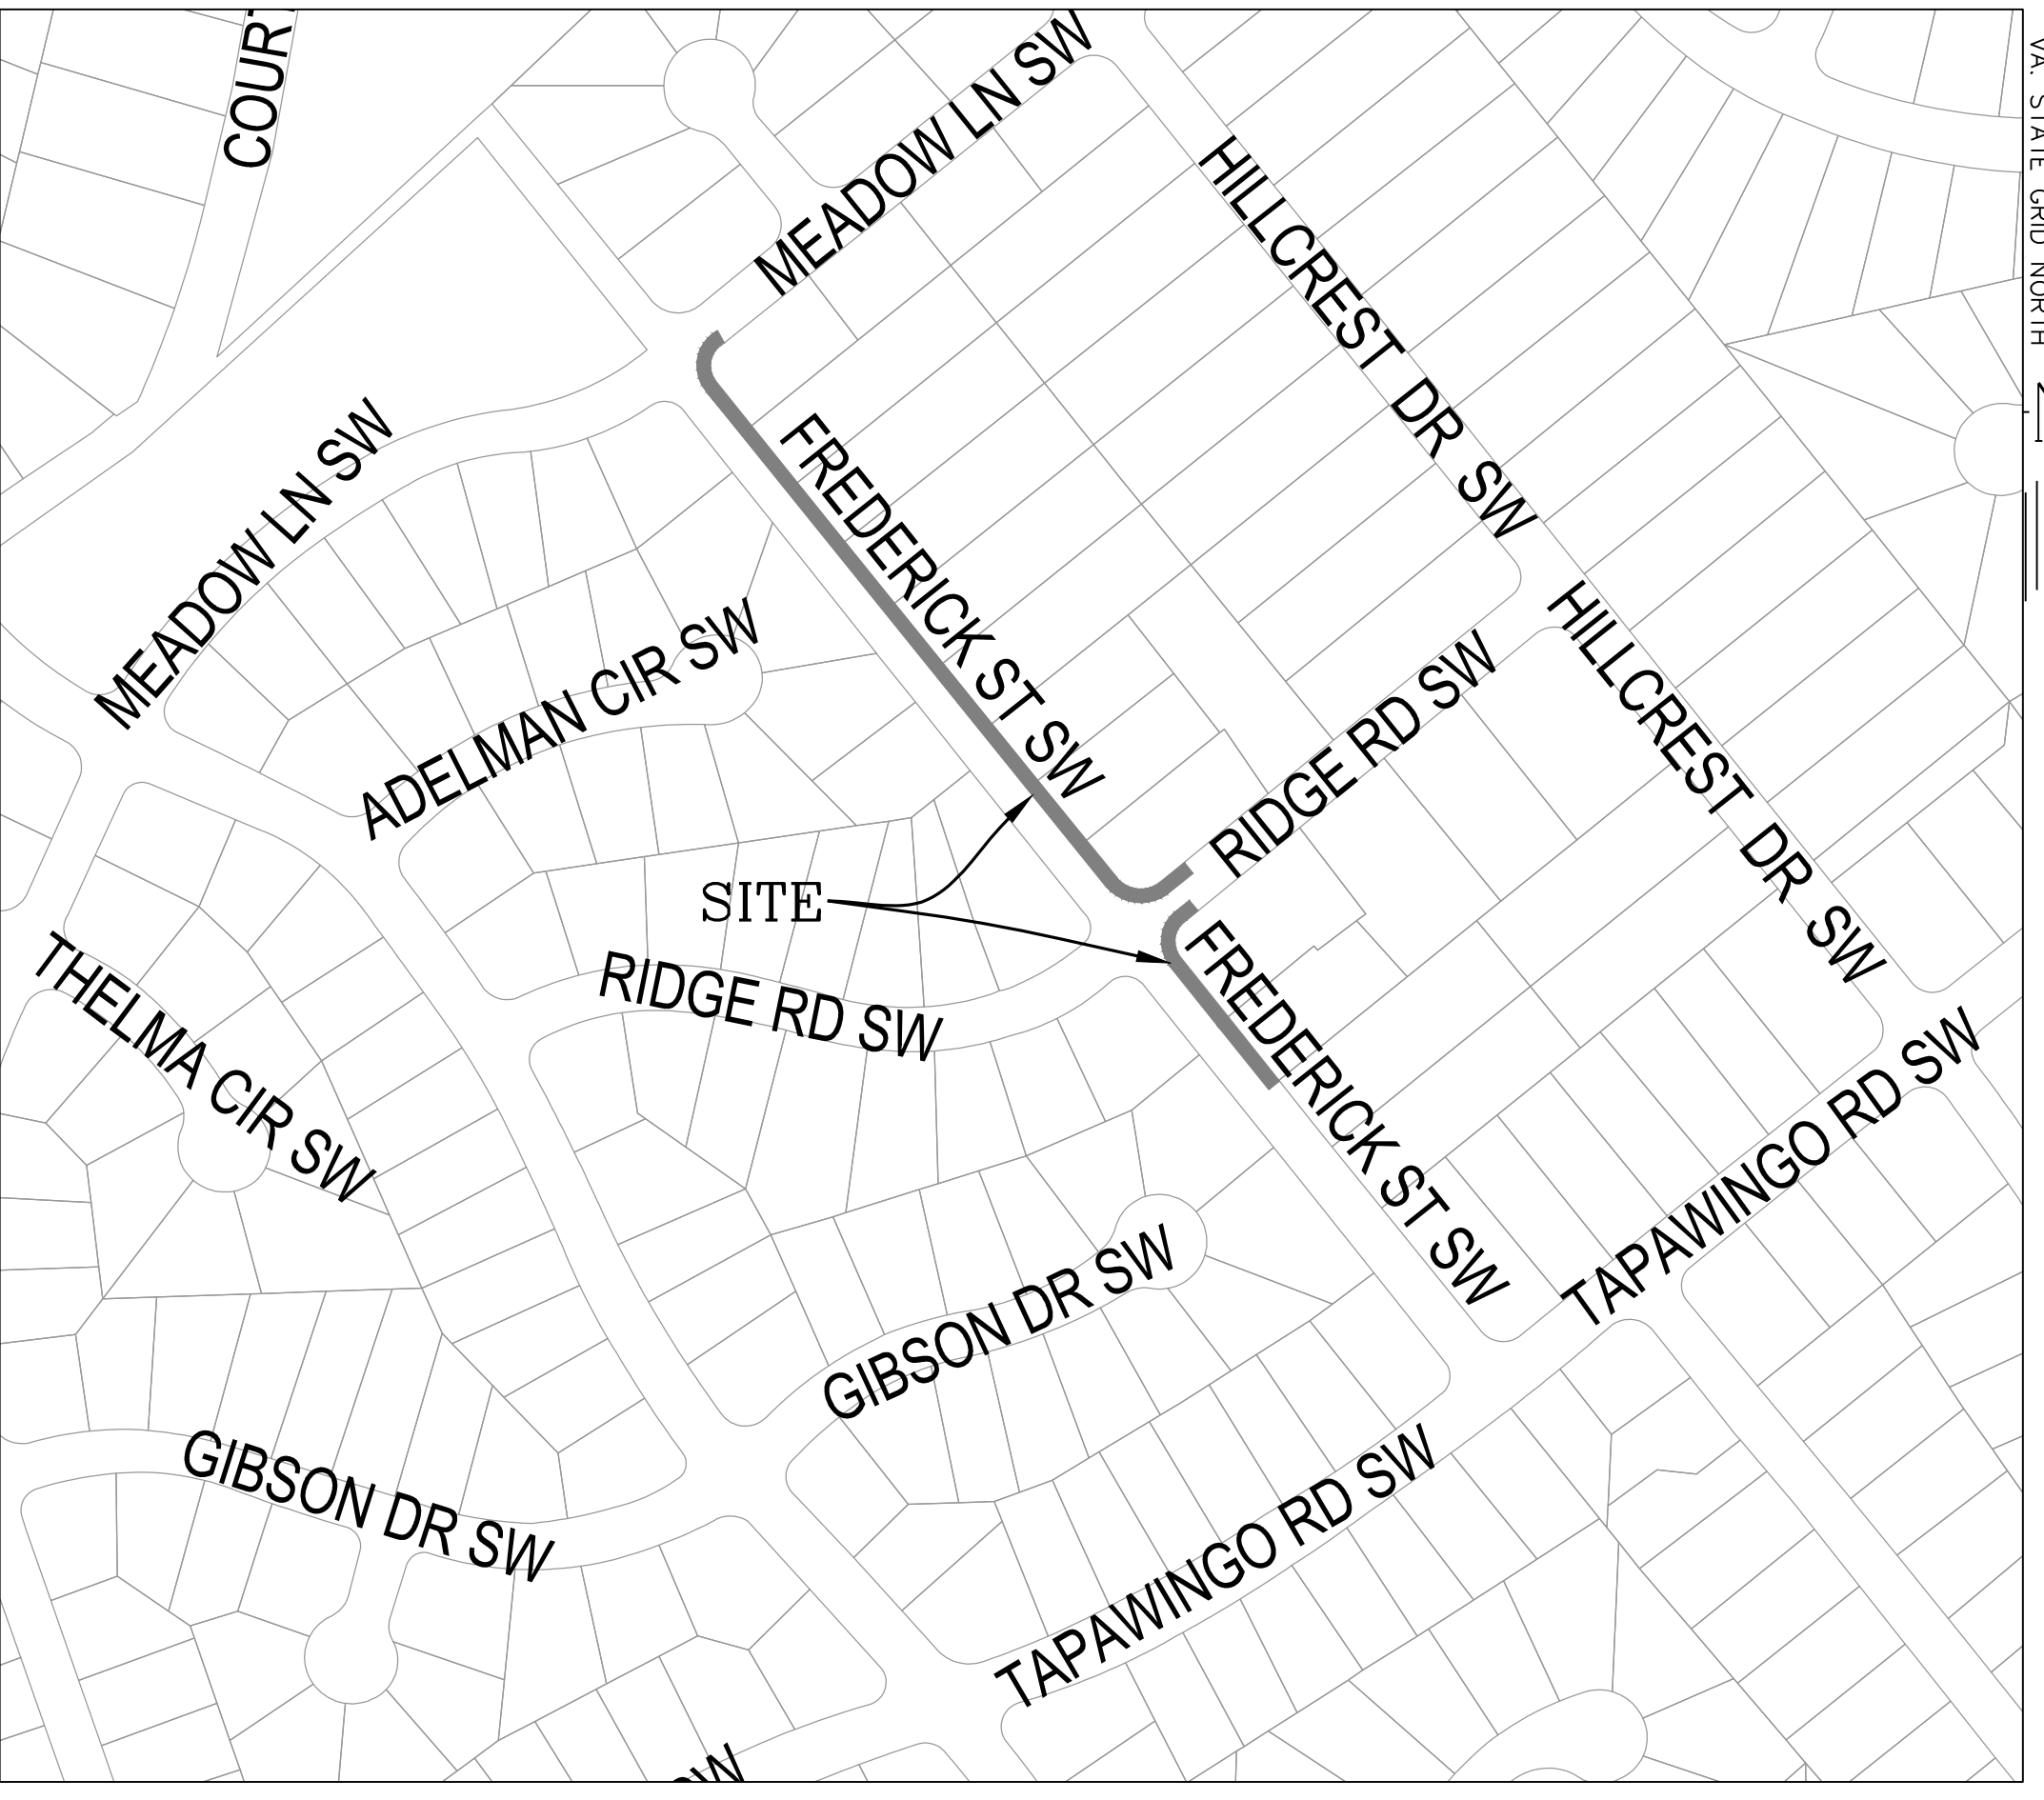 COUR
MEADOW LN SW
VA. STATE GRID NORTH
HILLCREST DR SW
MEADOW LN SW
FREDERICK ST SW
ADELMAN CIR SW
RIDGE RD SW
HILLCREST DR SW
SITE
THELMA CIR SW
RIDGE RD SW
FREDERICK ST SW
TAPAWINGO RD SW
GIBSON DR SW
GIBSON DR SW
TAPAWINGO RD SW
SW